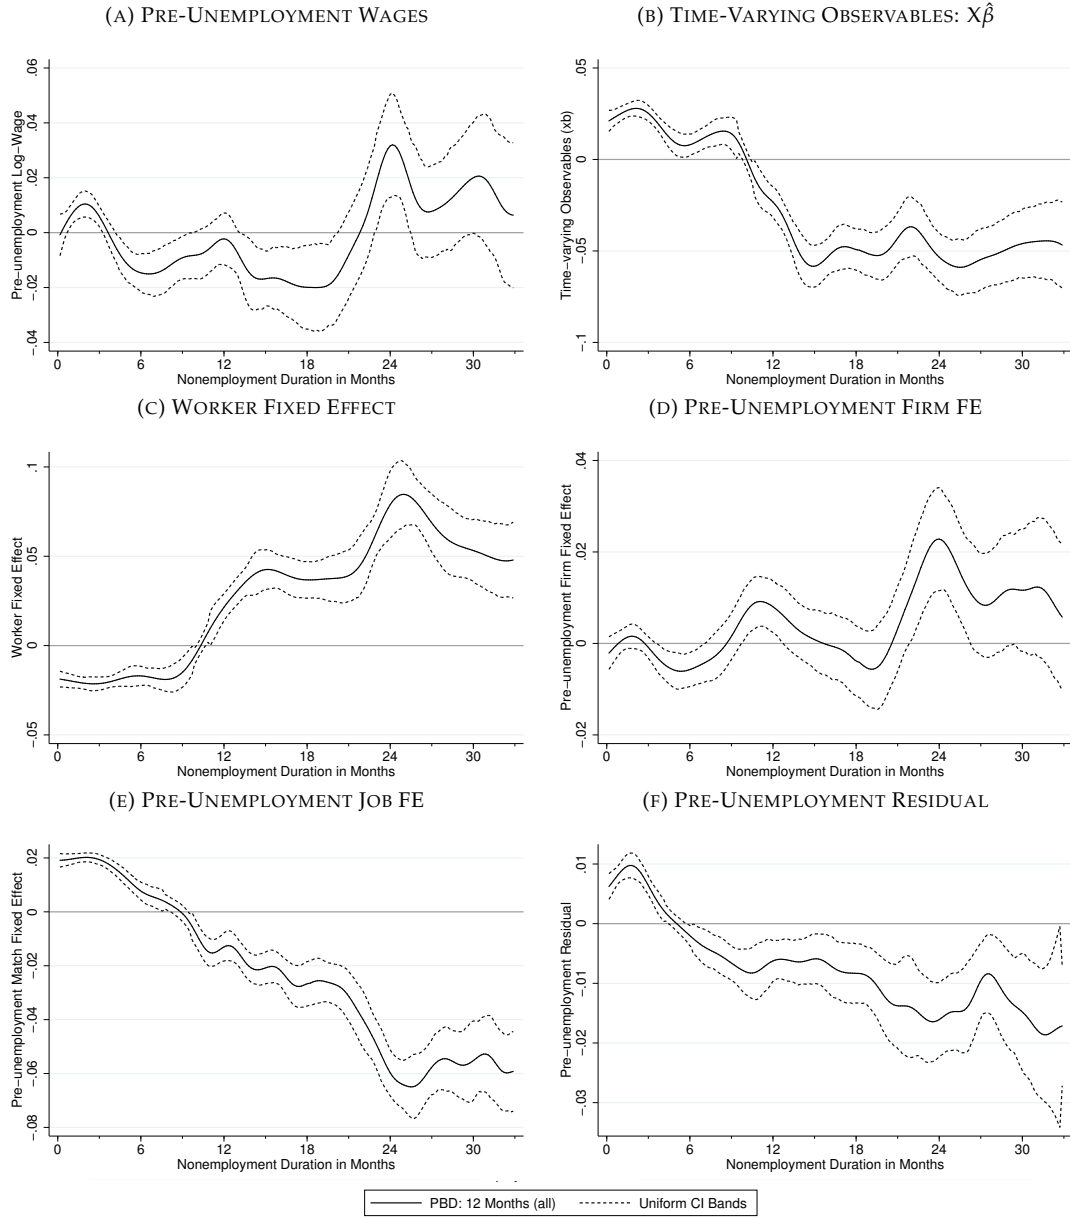 (A) PRE-UNEMPLOYMENT WAGES
Pre-unemployment Log-Wage
.06
.04
.02
0
-.02
-.04
0 6 12 18 24 30
Nonemployment Duration in Months
(B) TIME-VARYING OBSERVABLES: Xβ̂
Time-varying Observables (xb)
.05
0
-.05
-.1
0 6 12 18 24 30
Nonemployment Duration in Months
(C) WORKER FIXED EFFECT
Worker Fixed Effect
.1
.05
0
-.05
0 6 12 18 24 30
Nonemployment Duration in Months
(D) PRE-UNEMPLOYMENT FIRM FE
Pre-unemployment Firm Fixed Effect
.04
.02
0
-.02
0 6 12 18 24 30
Nonemployment Duration in Months
(E) PRE-UNEMPLOYMENT JOB FE
Pre-unemployment Match Fixed Effect
.02
0
-.02
-.04
-.06
-.08
0 6 12 18 24 30
Nonemployment Duration in Months
(F) PRE-UNEMPLOYMENT RESIDUAL
Pre-unemployment Residual
.01
0
-.01
-.02
-.03
0 6 12 18 24 30
Nonemployment Duration in Months
PBD: 12 Months (all) Uniform CI Bands